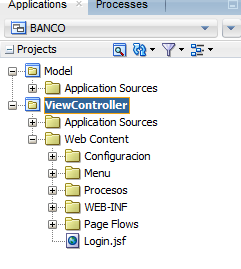 Applications
Processes
BANCO
Projects
Model
Application Sources
ViewController
Application Sources
Web Content
Configuracion
Menu
Procesos
WEB-INF
Page Flows
Login.jsf